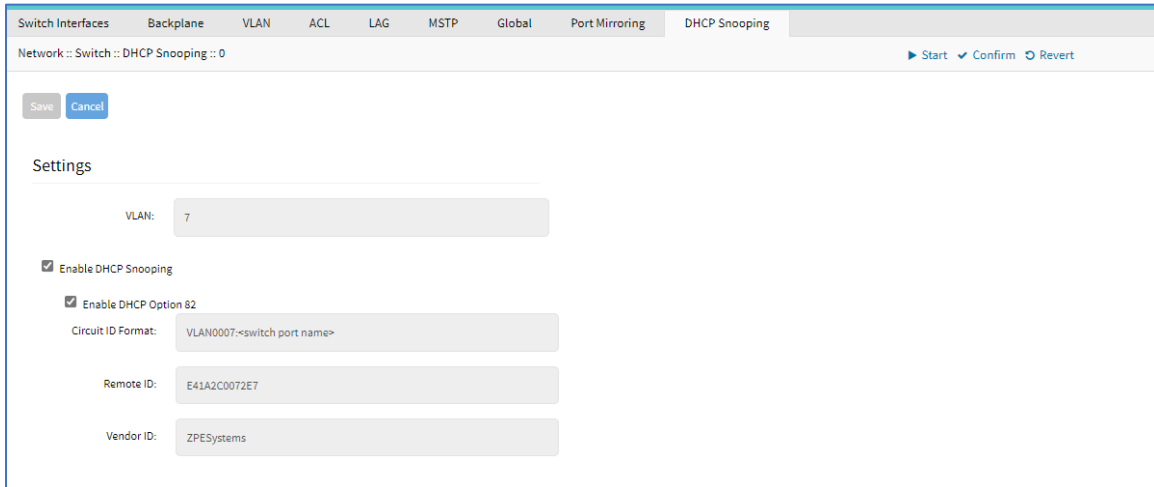 Switch Interfaces Backplane VLAN ACL LAG MSTP Global Port Mirroring DHCP Snooping
Network :: Switch :: DHCP Snooping :: 0 Start Confirm Revert
Save Cancel
Settings
VLAN: 7
Enable DHCP Snooping
Enable DHCP Option 82
Circuit ID Format: VLAN0007:<switch port name>
Remote ID: E41A2C0072E7
Vendor ID: ZPESystems